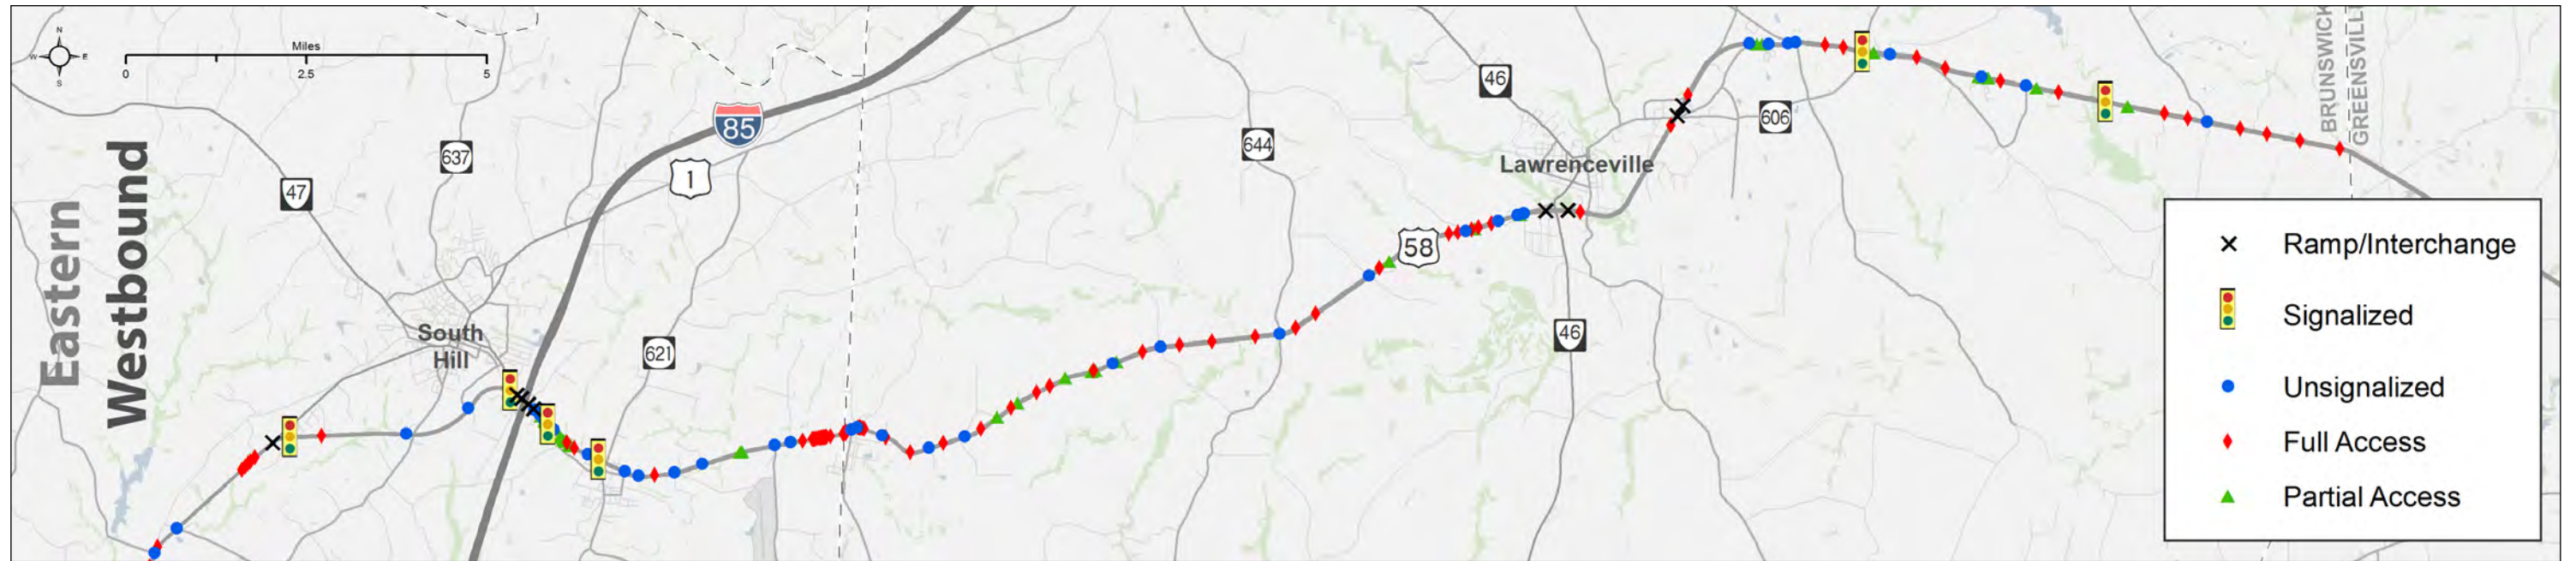 N
W
E
S
Miles
0
2.5
5
Eastern
Westbound
47
637
85
1
South
Hill
621
644
46
58
Lawrenceville
46
606
BRUNSWICK
GREENSVILL
Ramp/Interchange
Signalized
Unsignalized
Full Access
Partial Access